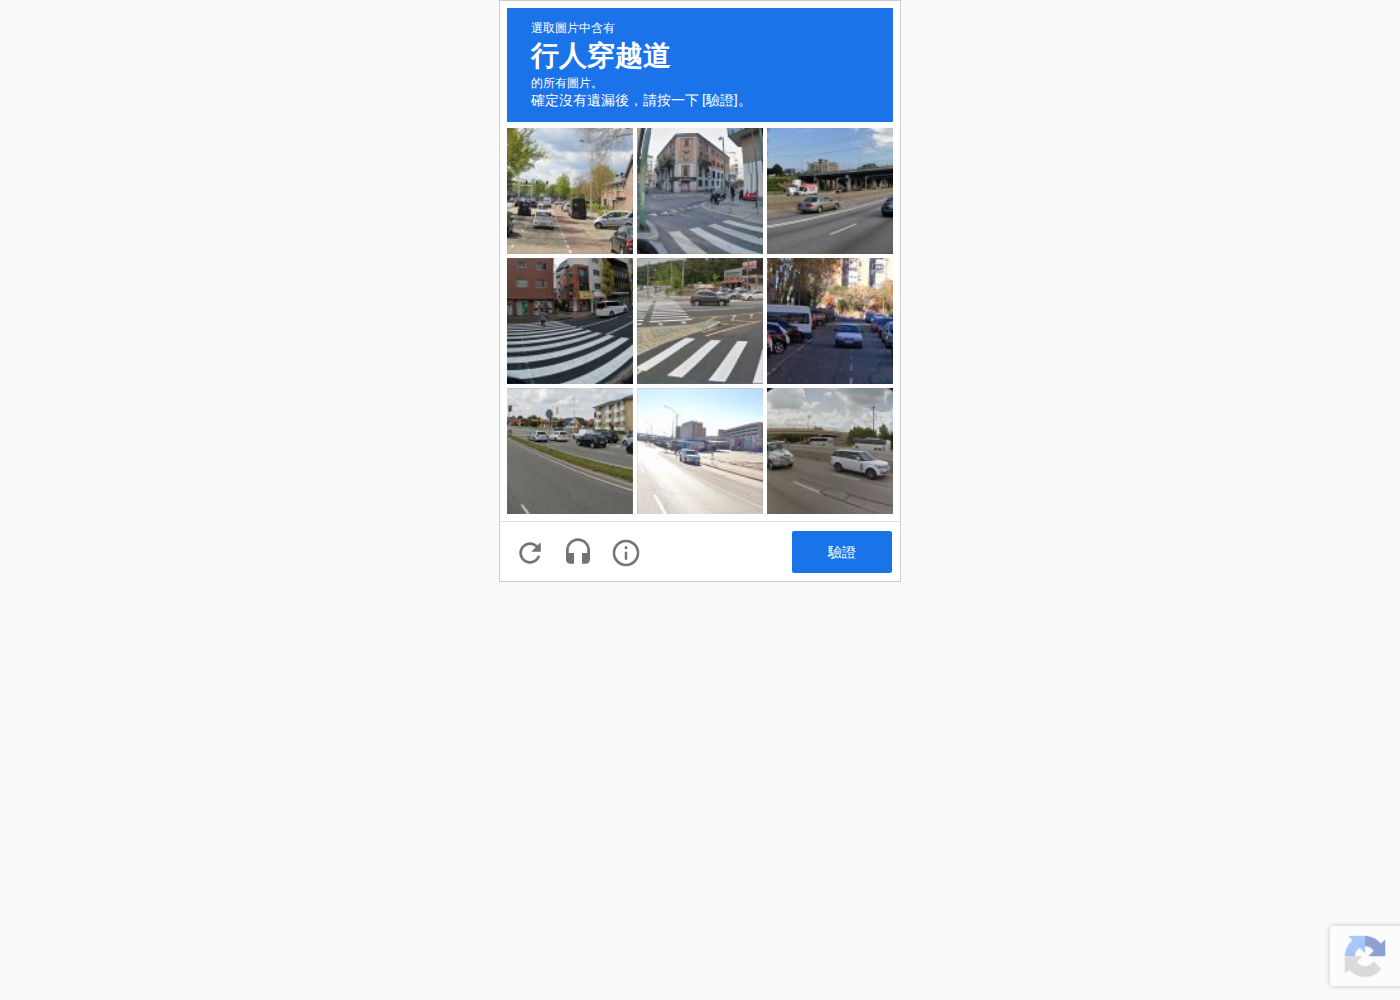 選取圖片中含有
行人穿越道
的所有圖片。
確定沒有遺漏後，請按一下 [驗證]。
驗證